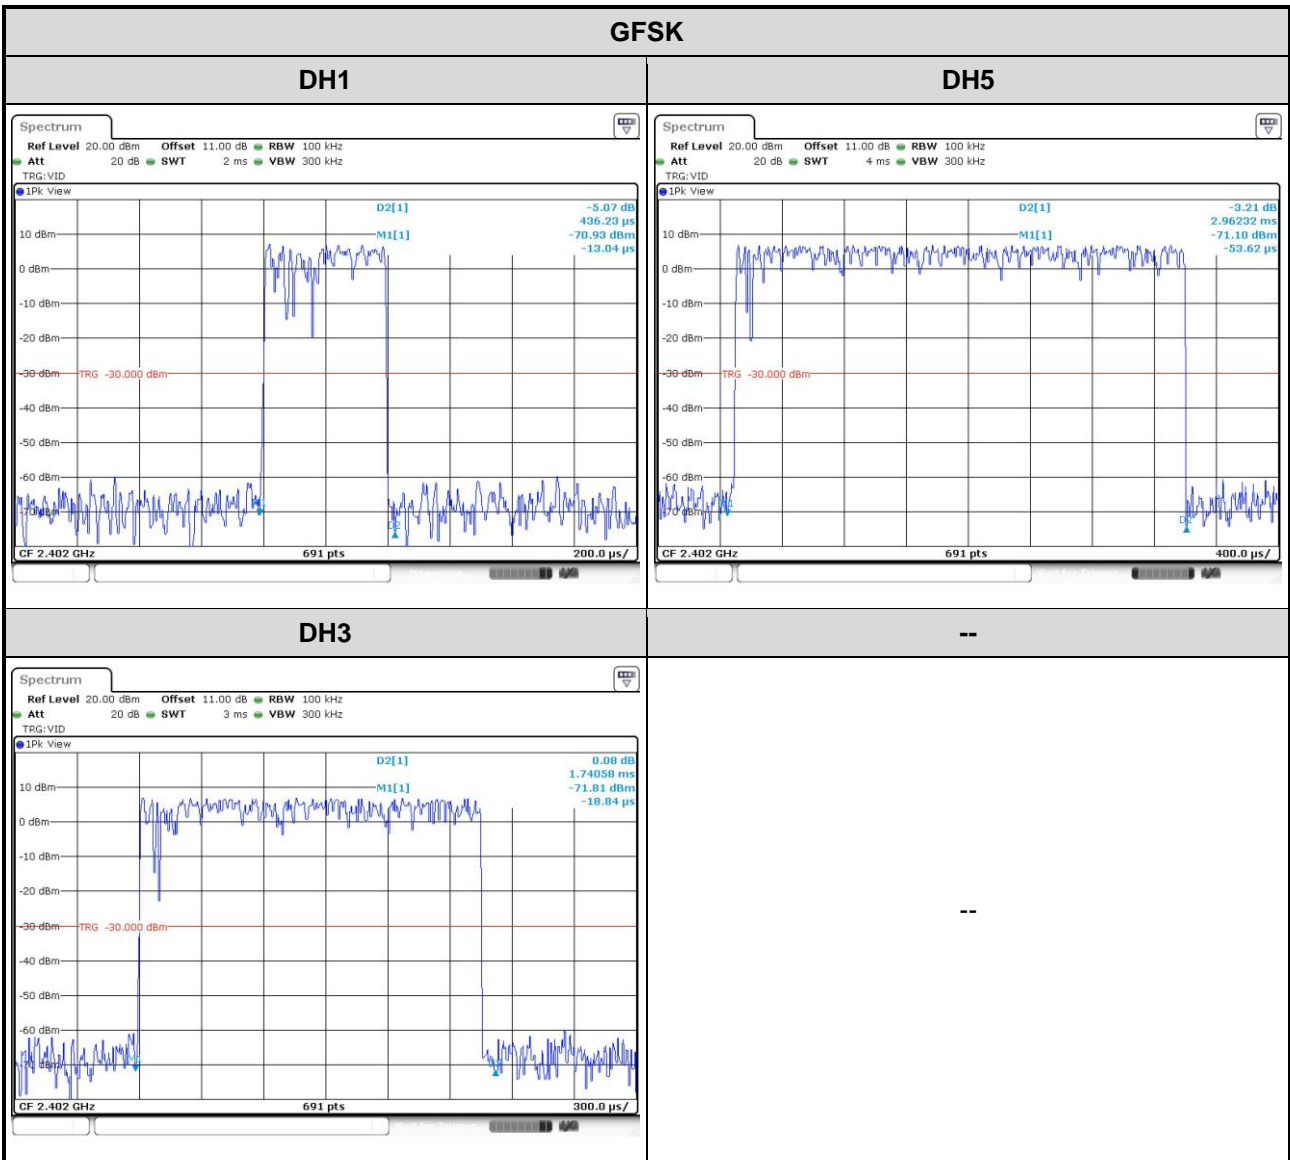 GFSK
DH1
DH5
Spectrum
Ref Level 20.00 dBm Offset 11.00 dB RBW 100 kHz
Att 20 dB SWT 2 ms VBW 300 kHz
TRG:VID
1Pk View
D2[1] -5.07 dB
436.23 µs
M1[1] -70.93 dBm
-13.04 µs
10 dBm
0 dBm
-10 dBm
-20 dBm
-30 dBm TRG -30.000 dBm
-40 dBm
-50 dBm
-60 dBm
-70 dBm
D2
CF 2.402 GHz 691 pts 200.0 µs/
Spectrum
Ref Level 20.00 dBm Offset 11.00 dB RBW 100 kHz
Att 20 dB SWT 4 ms VBW 300 kHz
TRG:VID
1Pk View
D2[1] -3.21 dB
2.96232 ms
M1[1] -71.10 dBm
-53.62 µs
10 dBm
0 dBm
-10 dBm
-20 dBm
-30 dBm TRG -30.000 dBm
-40 dBm
-50 dBm
-60 dBm
-70 dBm
D2
CF 2.402 GHz 691 pts 400.0 µs/
DH3
--
Spectrum
Ref Level 20.00 dBm Offset 11.00 dB RBW 100 kHz
Att 20 dB SWT 3 ms VBW 300 kHz
TRG:VID
1Pk View
D2[1] 0.08 dB
1.74058 ms
M1[1] -71.81 dBm
-18.84 µs
10 dBm
0 dBm
-10 dBm
-20 dBm
-30 dBm TRG -30.000 dBm
-40 dBm
-50 dBm
-60 dBm
-70 dBm
CF 2.402 GHz 691 pts 300.0 µs/
--